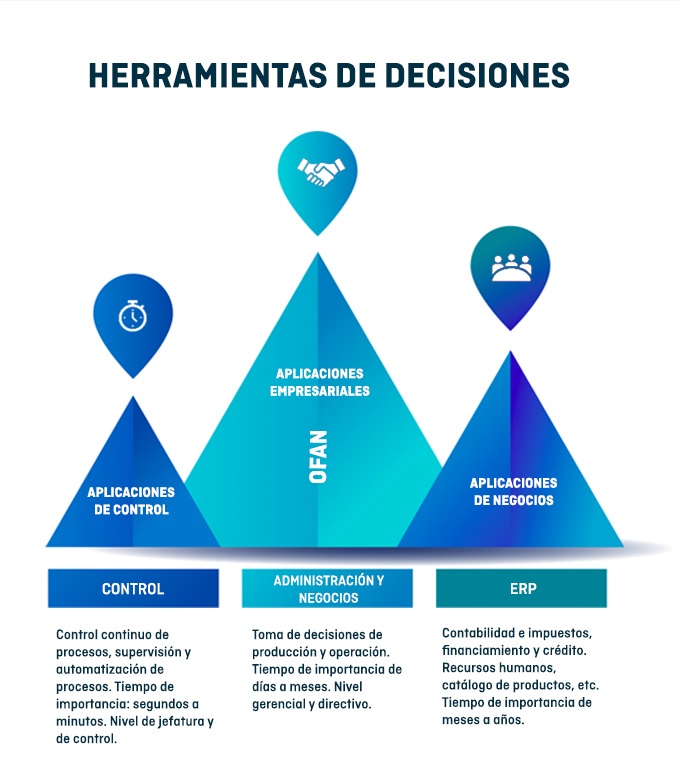 HERRAMIENTAS DE DECISIONES
APLICACIONES
EMPRESARIALES
OFAN
APLICACIONES
DE CONTROL
APLICACIONES
DE NEGOCIOS
CONTROL
Control continuo de
procesos, supervisión y
automatización de
procesos. Tiempo de
importancia: segundos a
minutos. Nivel de jefatura y
de control.
ADMINISTRACIÓN Y
NEGOCIOS
Toma de decisiones de
producción y operación.
Tiempo de importancia de
días a meses. Nivel
gerencial y directivo.
ERP
Contabilidad e impuestos,
financiamiento y crédito.
Recursos humanos,
catálogo de productos, etc.
Tiempo de importancia de
meses a años.